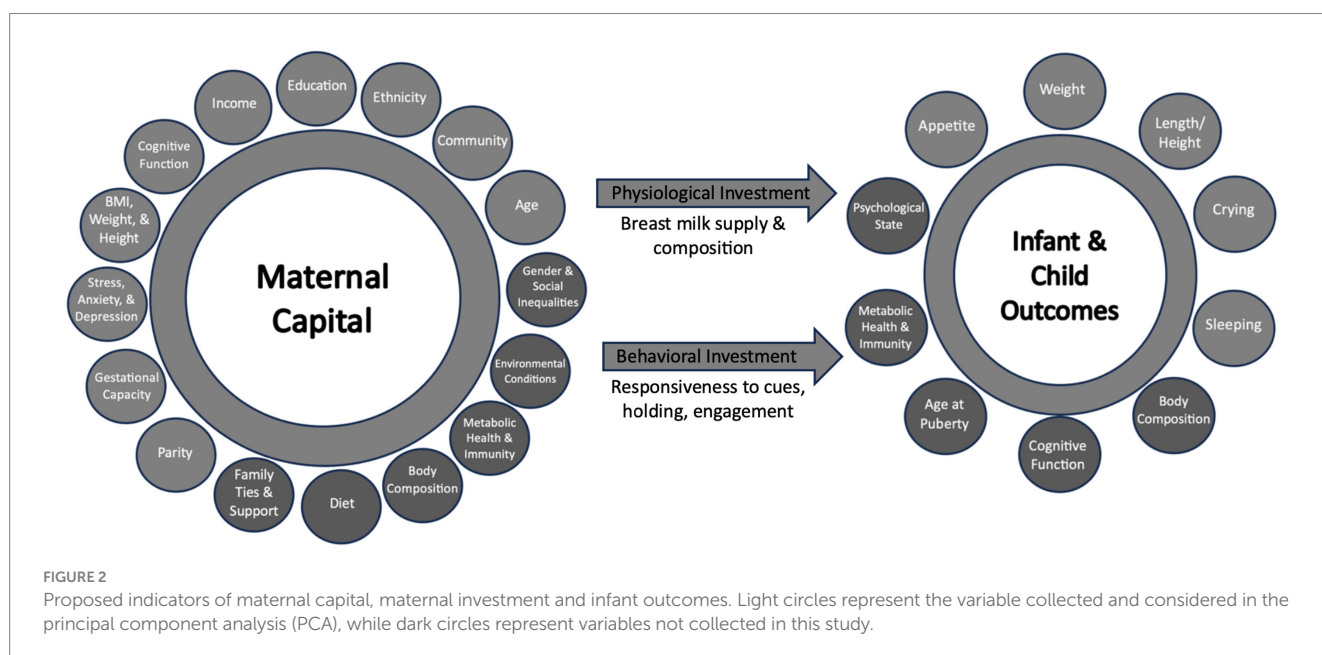 Education
Income
Ethnicity
Cognitive
Function
Community
BMI,
Weight, &
Height
Age
Stress,
Anxiety, &
Depression
Gender &
Social
Inequalities
Gestational
Capacity
Environmental
Conditions
Parity
Metabolic
Health &
Immunity
Family
Ties &
Support
Diet
Body
Composition
Maternal
Capital
Physiological Investment
Breast milk supply &
composition
Behavioral Investment
Responsiveness to cues,
holding, engagement
Weight
Appetite
Length/
Height
Psychological
State
Crying
Metabolic
Health &
Immunity
Sleeping
Age at
Puberty
Body
Composition
Cognitive
Function
Infant &
Child
Outcomes
FIGURE 2
Proposed indicators of maternal capital, maternal investment and infant outcomes. Light circles represent the variable collected and considered in the
principal component analysis (PCA), while dark circles represent variables not collected in this study.